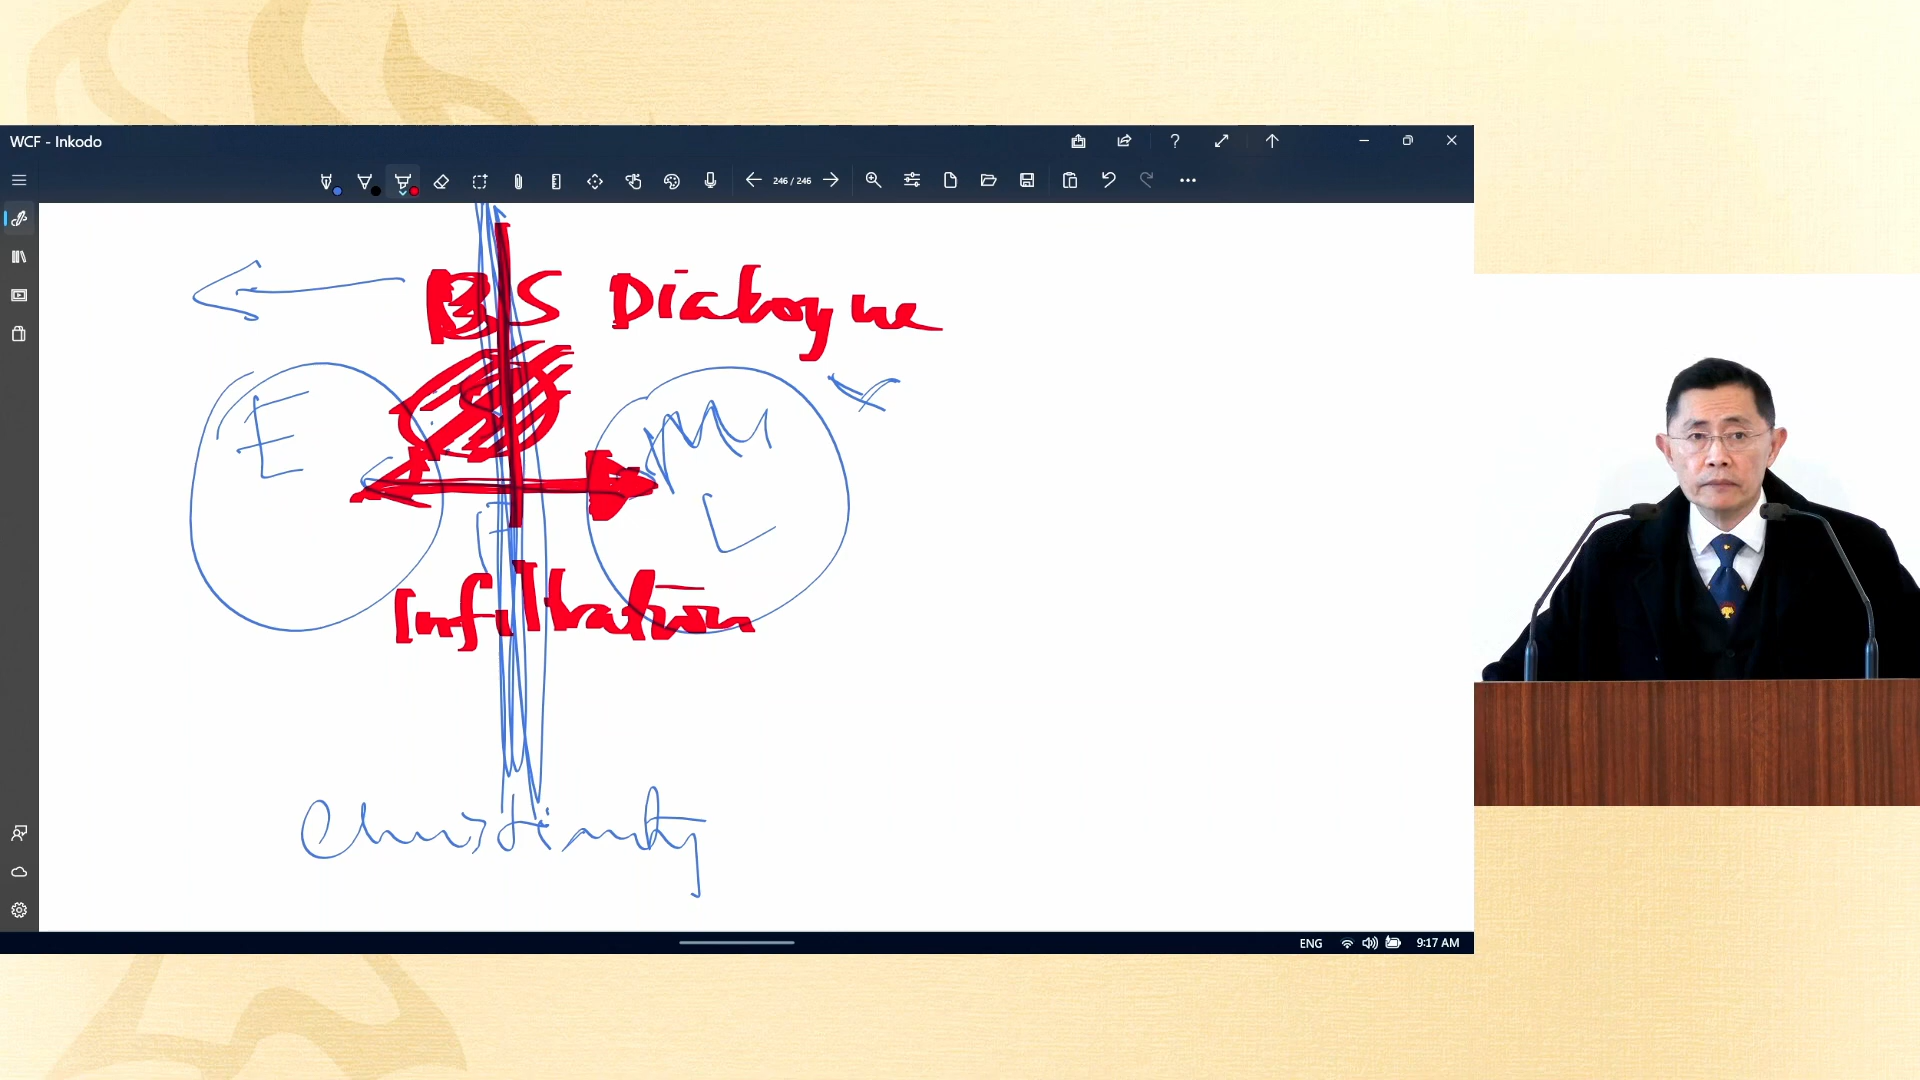 WCF - Inkodo
246 / 246
BS Dialogue
E
M
L
Infiltration
Christianity
ENG 9:17 AM